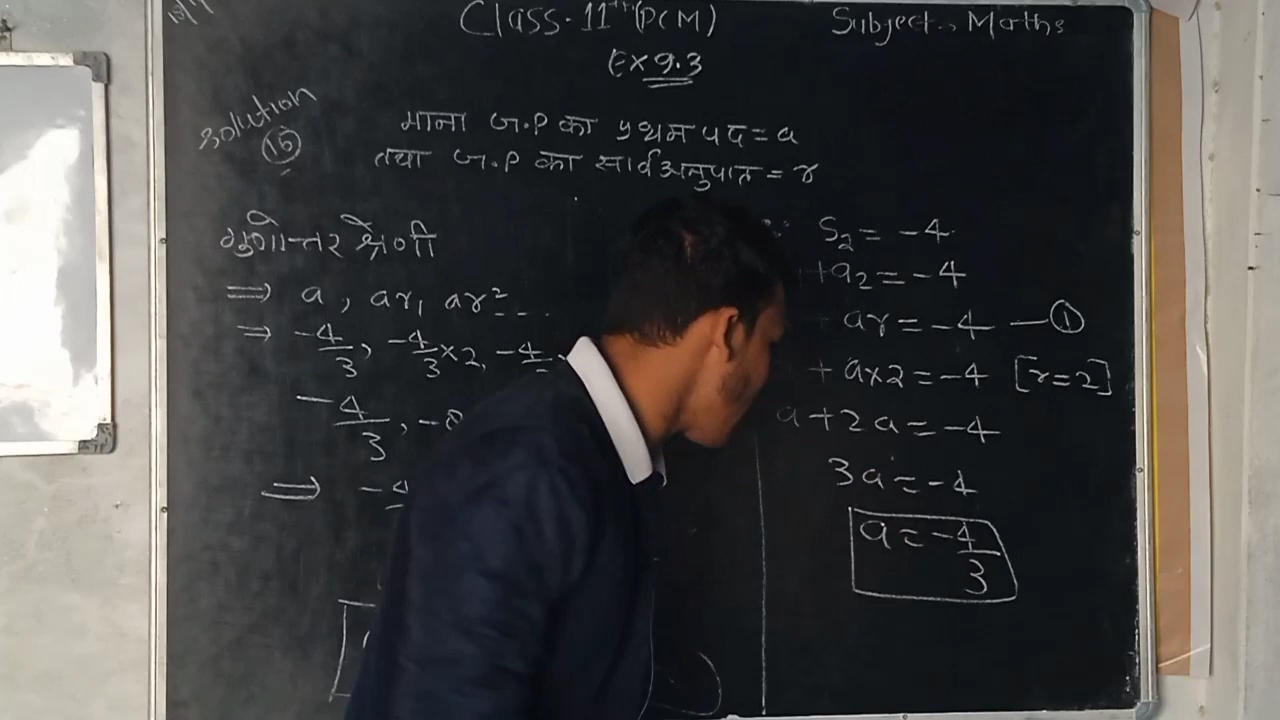 Class. 11th (PCM) Subject. Maths
Ex 9.3
Solution
15
माना G.P का प्रथम पद = a
तथा G.P का सार्वअनुपात = r
गुणोन्तर श्रेणी
⇒ a, ar, ar² ...
⇒ -4/3, -4/3×2, -4
-4/3, -8
⇒ -4
S₂ = -4
+a₂ = -4
ar = -4 — ①
+ a×2 = -4 [r=2]
a+2a = -4
3a = -4
a = -4/3